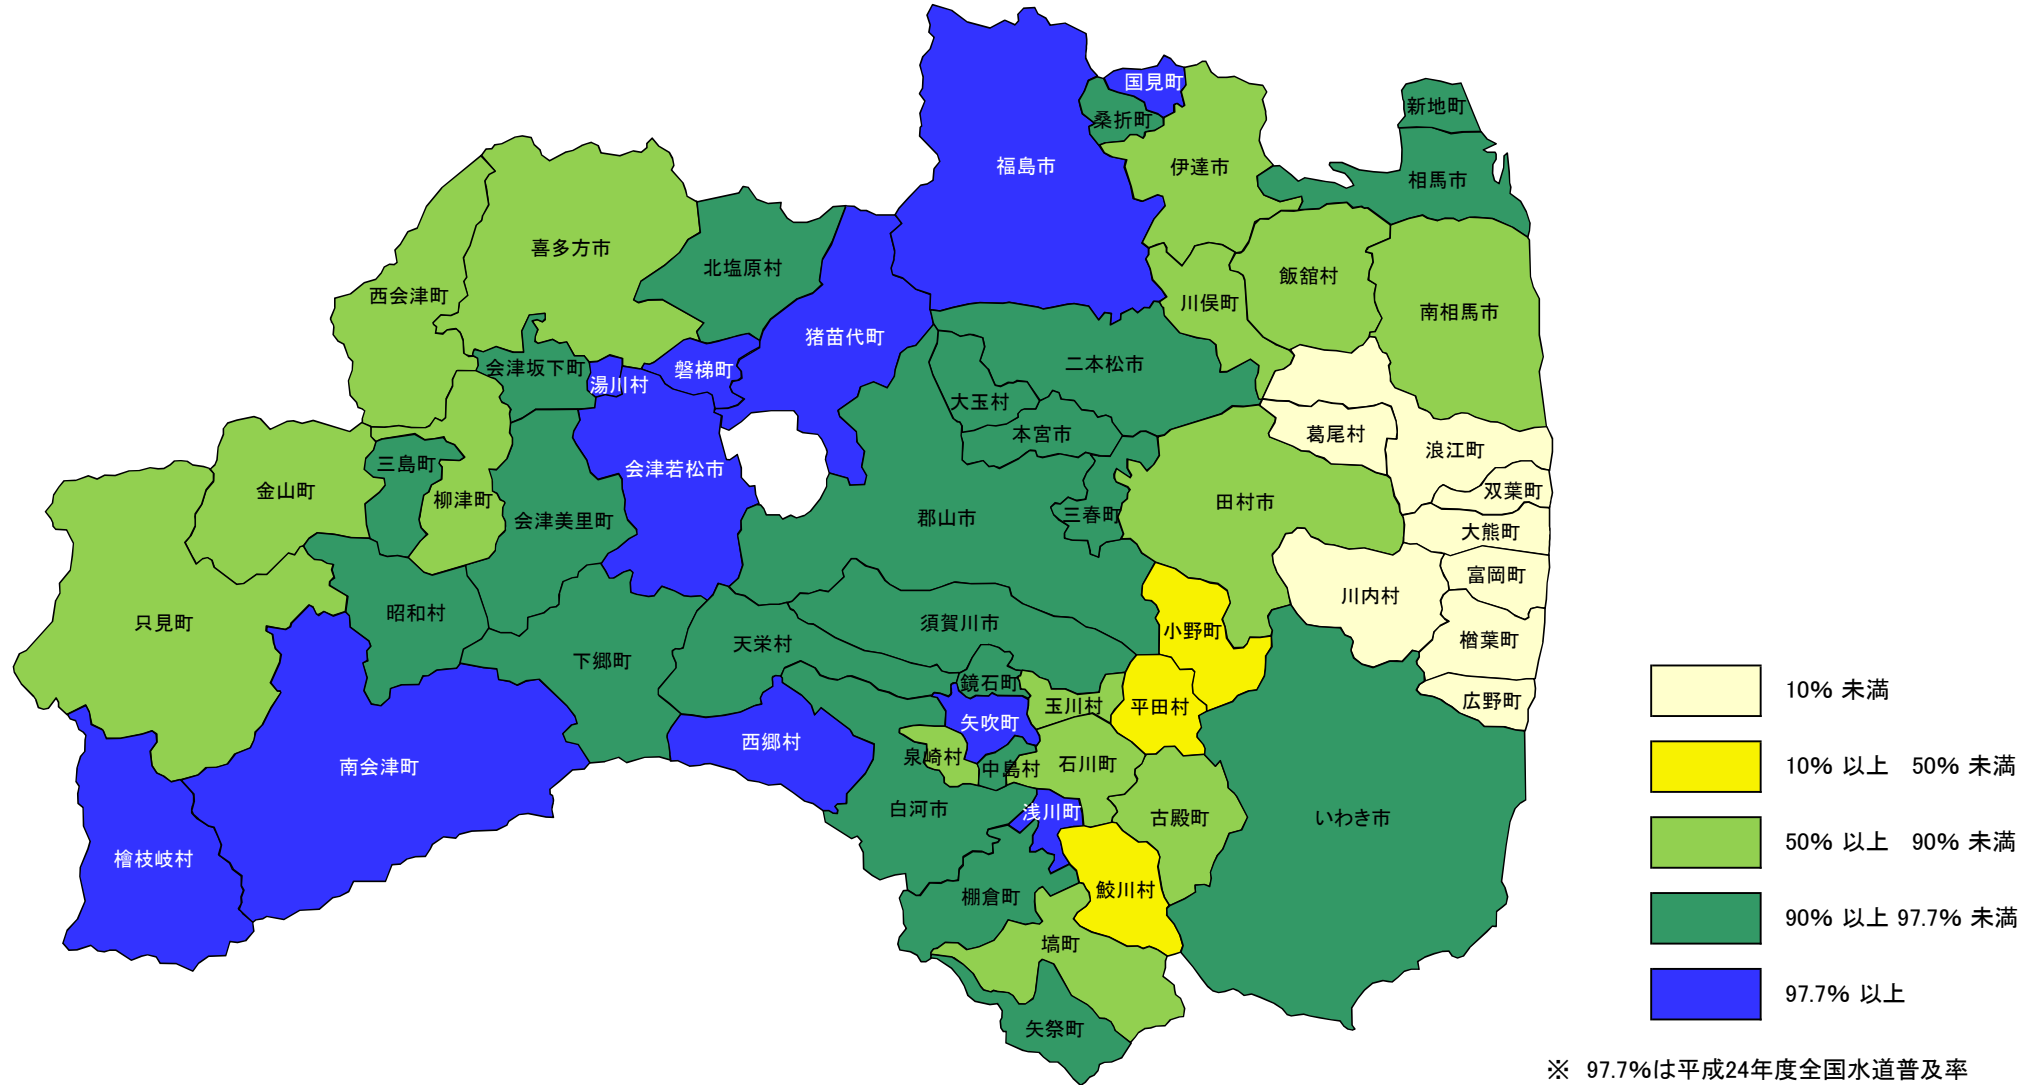 国見町
新地町
桑折町
福島市
伊達市
相馬市
喜多方市
北塩原村
飯舘村
西会津町
川俣町
南相馬市
猪苗代町
二本松市
会津坂下町
磐梯町
湯川村
大玉村
本宮市
葛尾村
浪江町
三島町
会津若松市
金山町
柳津町
双葉町
田村市
会津美里町
郡山市
三春町
大熊町
富岡町
川内村
昭和村
只見町
須賀川市
小野町
天栄村
楢葉町
下郷町
鏡石町
玉川村
平田村
広野町
矢吹町
西郷村
泉崎村
中島村
石川町
南会津町
白河市
浅川町
古殿町
いわき市
檜枝岐村
鮫川村
棚倉町
塙町
矢祭町
10% 未満
10% 以上 50% 未満
50% 以上 90% 未満
90% 以上 97.7% 未満
97.7% 以上
※ 97.7%は平成24年度全国水道普及率